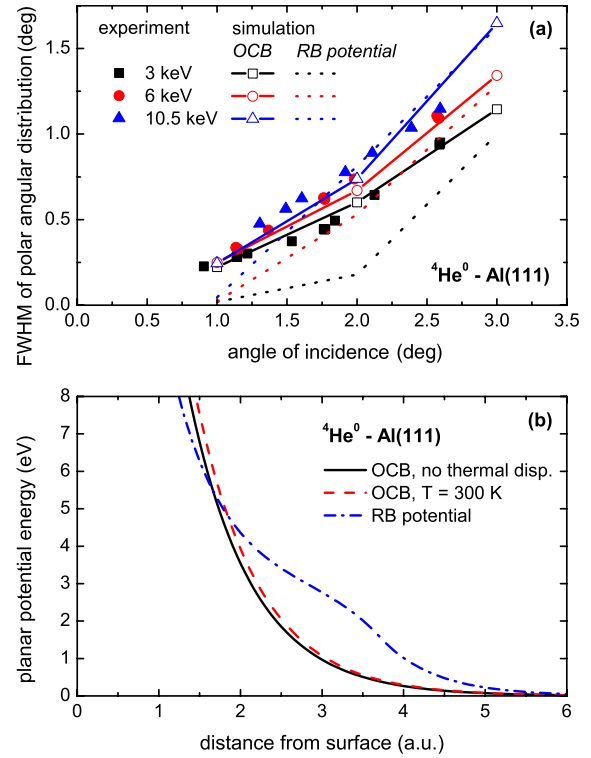 (a)
experiment simulation
OCB RB potential
3 keV
6 keV
10.5 keV
⁴He⁰ - Al(111)
FWHM of polar angular distribution (deg)
1.5
1.0
0.5
0.0
0.0 0.5 1.0 1.5 2.0 2.5 3.0 3.5
angle of incidence (deg)
(b)
⁴He⁰ - Al(111)
OCB, no thermal disp.
OCB, T = 300 K
RB potential
planar potential energy (eV)
8
7
6
5
4
3
2
1
0
0 1 2 3 4 5 6
distance from surface (a.u.)